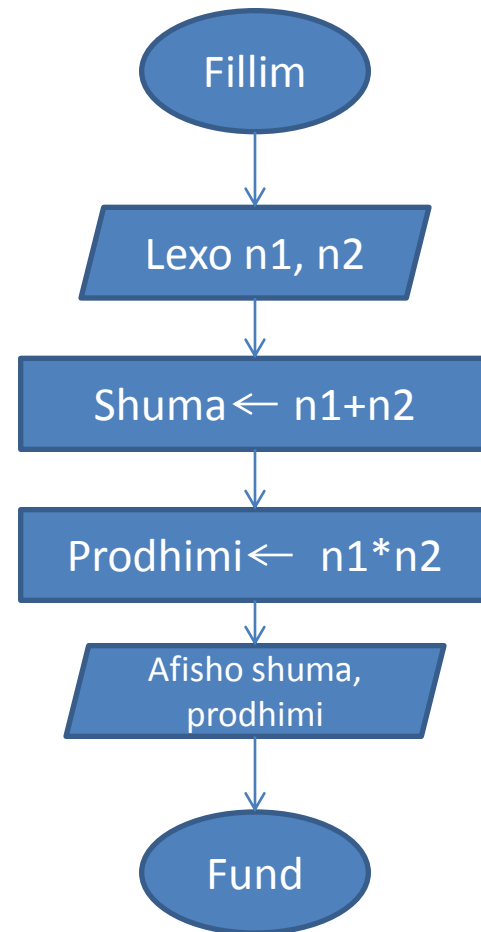 Fillim
Lexo n1, n2
Shuma ← n1+n2
Prodhimi ← n1*n2
Afisho shuma,
prodhimi
Fund